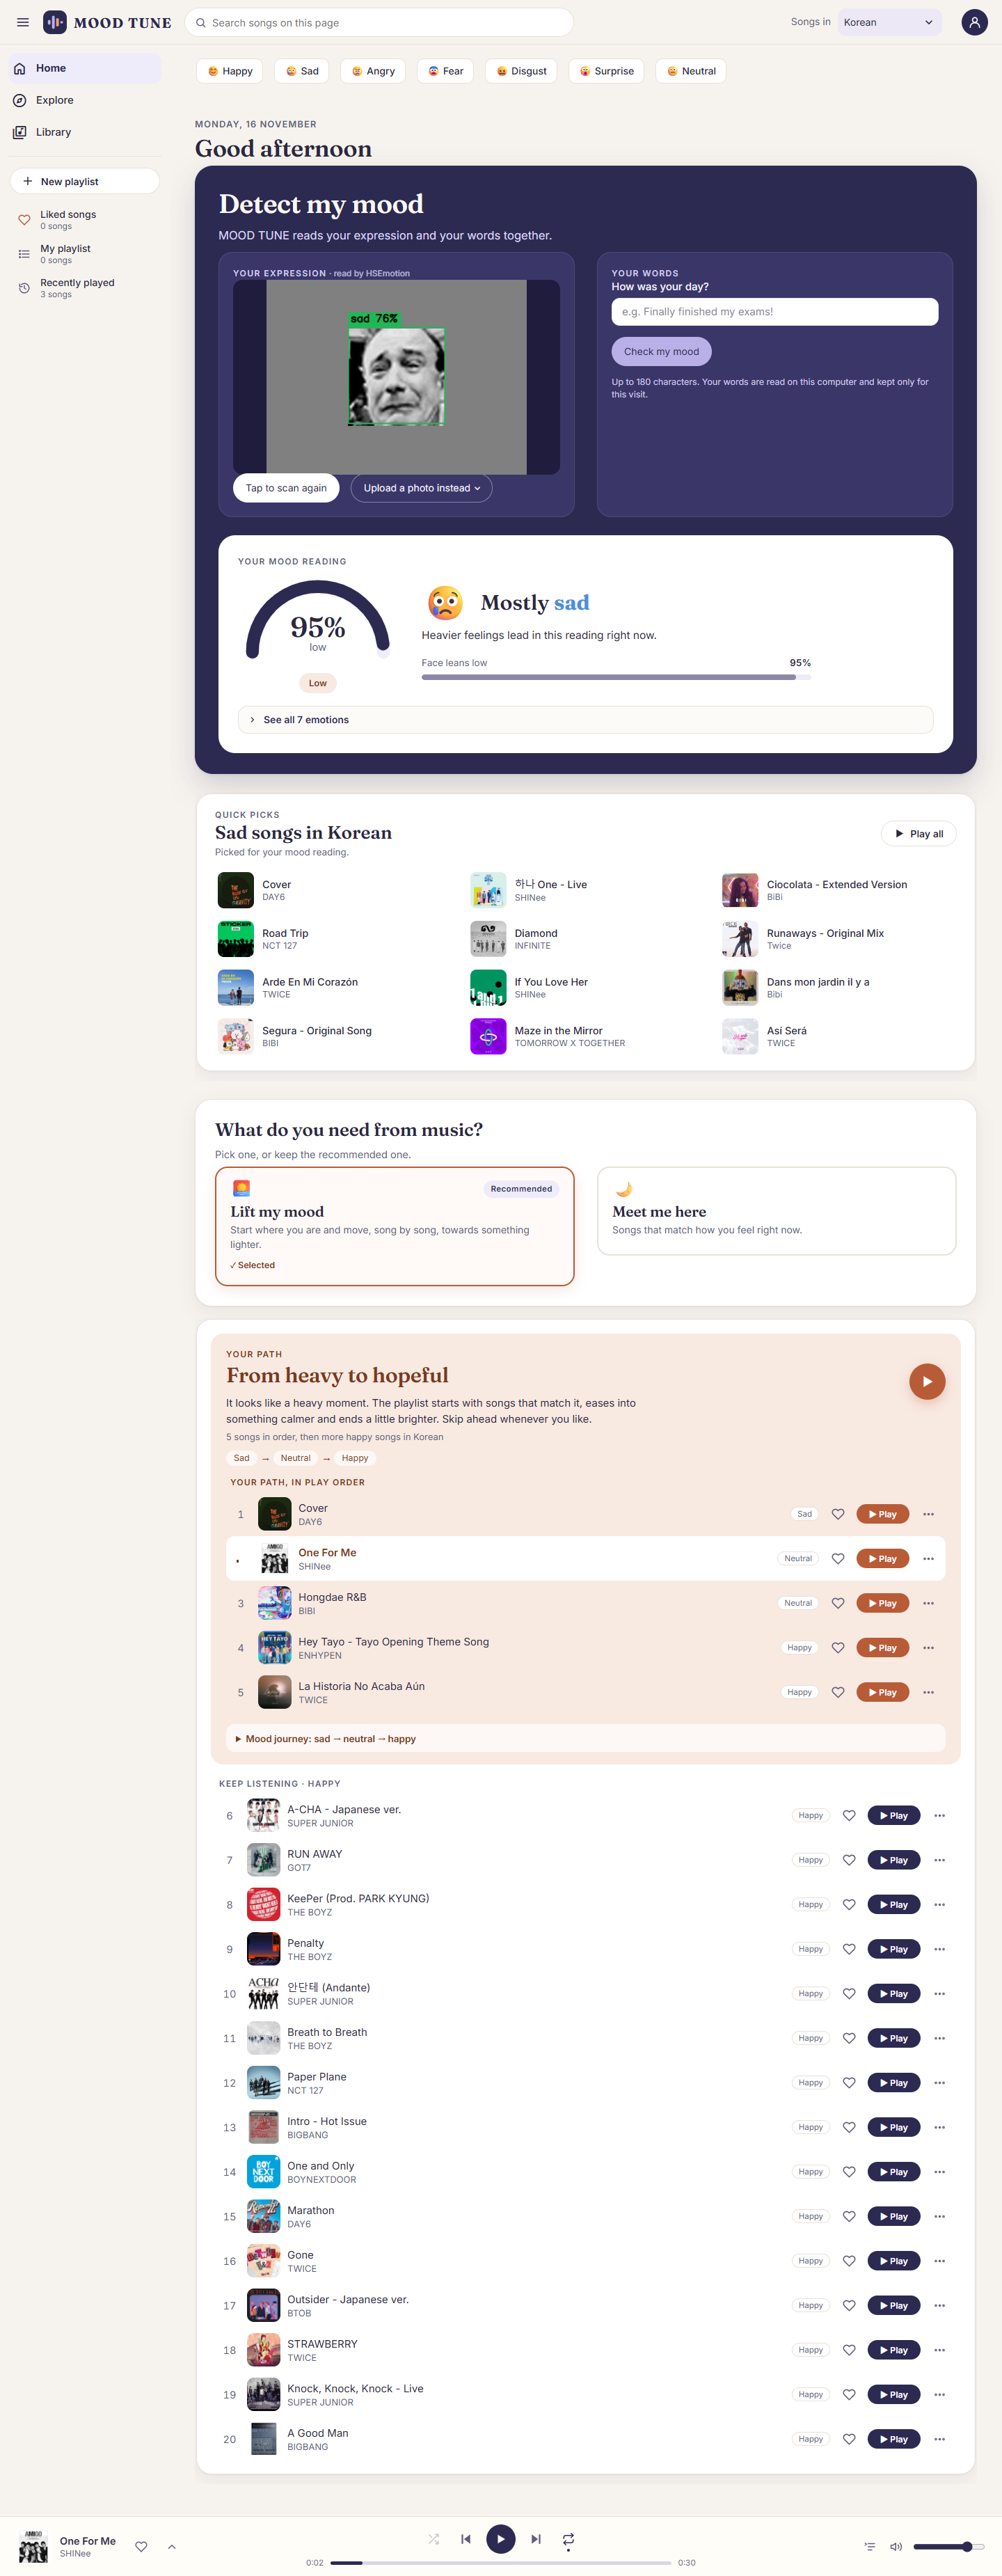 MOOD TUNE
Search songs on this page
Songs in
Korean
Home
Explore
Library
New playlist
Liked songs
0 songs
My playlist
0 songs
Recently played
3 songs
Happy
Sad
Angry
Fear
Disgust
Surprise
Neutral
MONDAY, 16 NOVEMBER
Good afternoon
Detect my mood
MOOD TUNE reads your expression and your words together.
YOUR EXPRESSION · read by HSEmotion
sad 76%
Tap to scan again
Upload a photo instead
YOUR WORDS
How was your day?
e.g. Finally finished my exams!
Check my mood
Up to 180 characters. Your words are read on this computer and kept only for
this visit.
YOUR MOOD READING
95%
low
Low
Mostly sad
Heavier feelings lead in this reading right now.
Face leans low 95%
See all 7 emotions
QUICK PICKS
Sad songs in Korean
Picked for your mood reading.
Play all
Cover
DAY6
하나 One - Live
SHINee
Ciocolata - Extended Version
BiBi
Road Trip
NCT 127
Diamond
INFINITE
Runaways - Original Mix
Twice
Arde En Mi Corazón
TWICE
If You Love Her
SHINee
Dans mon jardin il y a
Bibi
Segura - Original Song
BIBI
Maze in the Mirror
TOMORROW X TOGETHER
Así Será
TWICE
What do you need from music?
Pick one, or keep the recommended one.
Recommended
Lift my mood
Start where you are and move, song by song, towards something
lighter.
✓ Selected
Meet me here
Songs that match how you feel right now.
YOUR PATH
From heavy to hopeful
It looks like a heavy moment. The playlist starts with songs that match it, eases into
something calmer and ends a little brighter. Skip ahead whenever you like.
5 songs in order, then more happy songs in Korean
Sad → Neutral → Happy
YOUR PATH, IN PLAY ORDER
1 Cover
DAY6
Sad
Play
One For Me
SHINee
Neutral
Play
3 Hongdae R&B
BIBI
Neutral
Play
4 Hey Tayo - Tayo Opening Theme Song
ENHYPEN
Happy
Play
5 La Historia No Acaba Aún
TWICE
Happy
Play
Mood journey: sad → neutral → happy
KEEP LISTENING · HAPPY
6 A-CHA - Japanese ver.
SUPER JUNIOR
Happy
Play
7 RUN AWAY
GOT7
Happy
Play
8 KeePer (Prod. PARK KYUNG)
THE BOYZ
Happy
Play
9 Penalty
THE BOYZ
Happy
Play
10 안단테 (Andante)
SUPER JUNIOR
Happy
Play
11 Breath to Breath
THE BOYZ
Happy
Play
12 Paper Plane
NCT 127
Happy
Play
13 Intro - Hot Issue
BIGBANG
Happy
Play
14 One and Only
BOYNEXTDOOR
Happy
Play
15 Marathon
DAY6
Happy
Play
16 Gone
TWICE
Happy
Play
17 Outsider - Japanese ver.
BTOB
Happy
Play
18 STRAWBERRY
TWICE
Happy
Play
19 Knock, Knock, Knock - Live
SUPER JUNIOR
Happy
Play
20 A Good Man
BIGBANG
Happy
Play
One For Me
SHINee
0:02
0:30